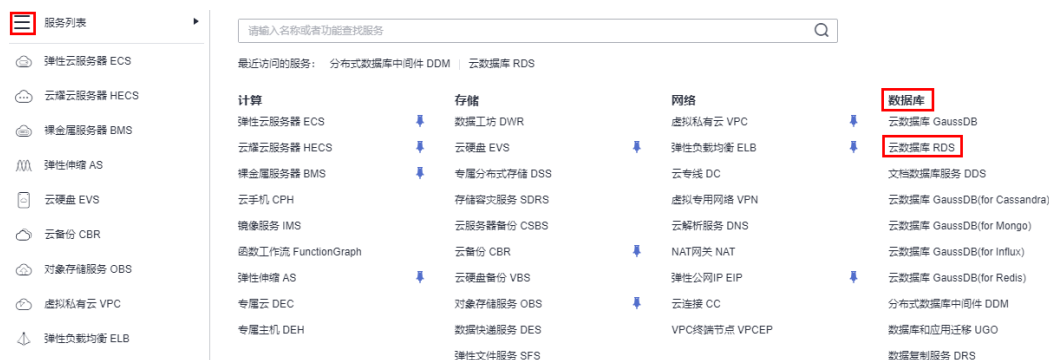 服务列表
弹性云服务器 ECS
云耀云服务器 HECS
裸金属服务器 BMS
弹性伸缩 AS
云硬盘 EVS
云备份 CBR
对象存储服务 OBS
虚拟私有云 VPC
弹性负载均衡 ELB
请输入名称或者功能查找服务
最近访问的服务： 分布式数据库中间件 DDM 云数据库 RDS
计算
弹性云服务器 ECS
云耀云服务器 HECS
裸金属服务器 BMS
云手机 CPH
镜像服务 IMS
函数工作流 FunctionGraph
弹性伸缩 AS
专属云 DEC
专属主机 DEH
存储
数据工坊 DWR
云硬盘 EVS
专属分布式存储 DSS
存储容灾服务 SDRS
云服务器备份 CSBS
云备份 CBR
云硬盘备份 VBS
对象存储服务 OBS
数据快递服务 DES
弹性文件服务 SFS
网络
虚拟私有云 VPC
弹性负载均衡 ELB
云专线 DC
虚拟专用网络 VPN
云解析服务 DNS
NAT网关 NAT
弹性公网IP EIP
云连接 CC
VPC终端节点 VPCEP
数据库
云数据库 GaussDB
云数据库 RDS
文档数据库服务 DDS
云数据库 GaussDB(for Cassandra)
云数据库 GaussDB(for Mongo)
云数据库 GaussDB(for Influx)
云数据库 GaussDB(for Redis)
分布式数据库中间件 DDM
数据库和应用迁移 UGO
数据复制服务 DRS